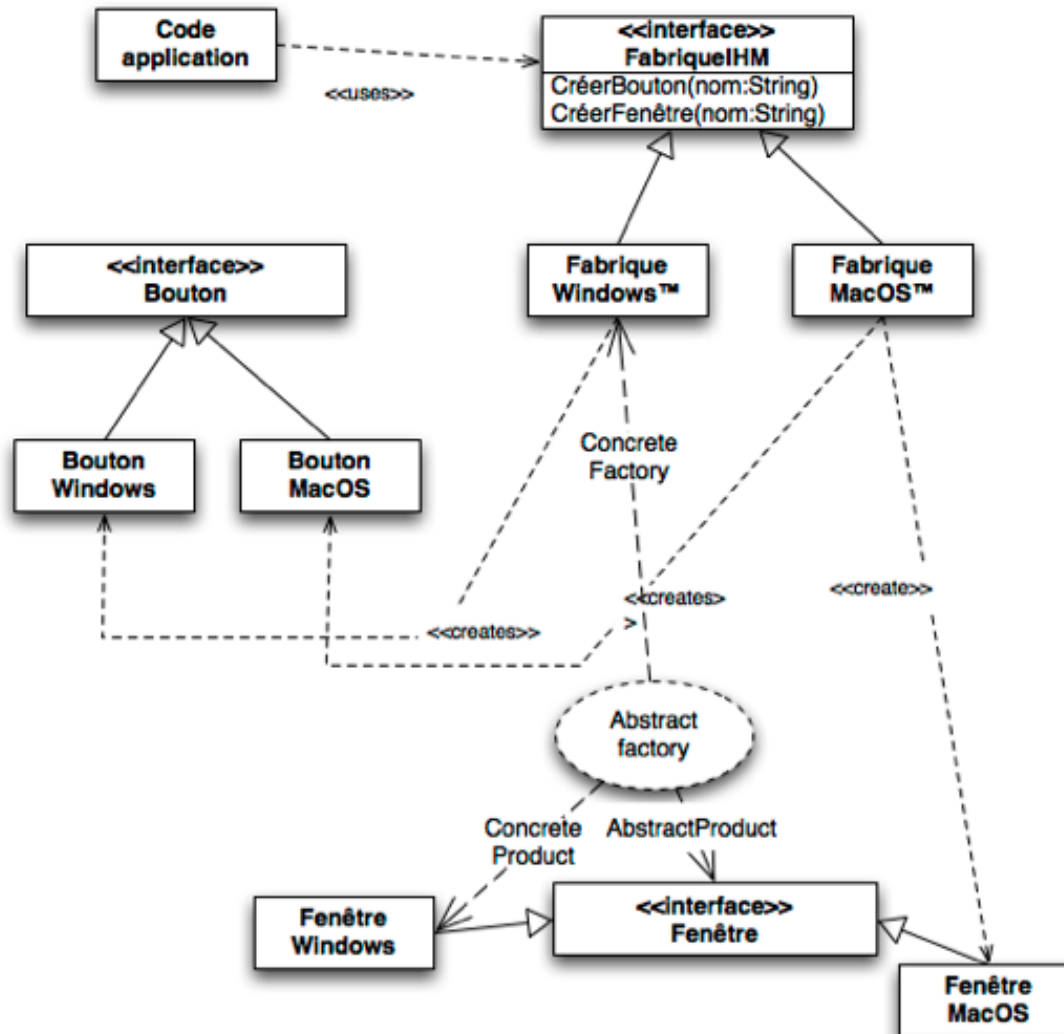 Code
application
<<uses>>
<<interface>>
FabriqueIHM
CréerBouton(nom:String)
CréerFenêtre(nom:String)
<<interface>>
Bouton
Fabrique
Windows™
Fabrique
MacOS™
Bouton
Windows
Bouton
MacOS
Concrete
Factory
<<creates>>
<<creates>
>
<<create>>
Abstract
factory
Concrete
Product
AbstractProduct
Fenêtre
Windows
<<interface>>
Fenêtre
Fenêtre
MacOS